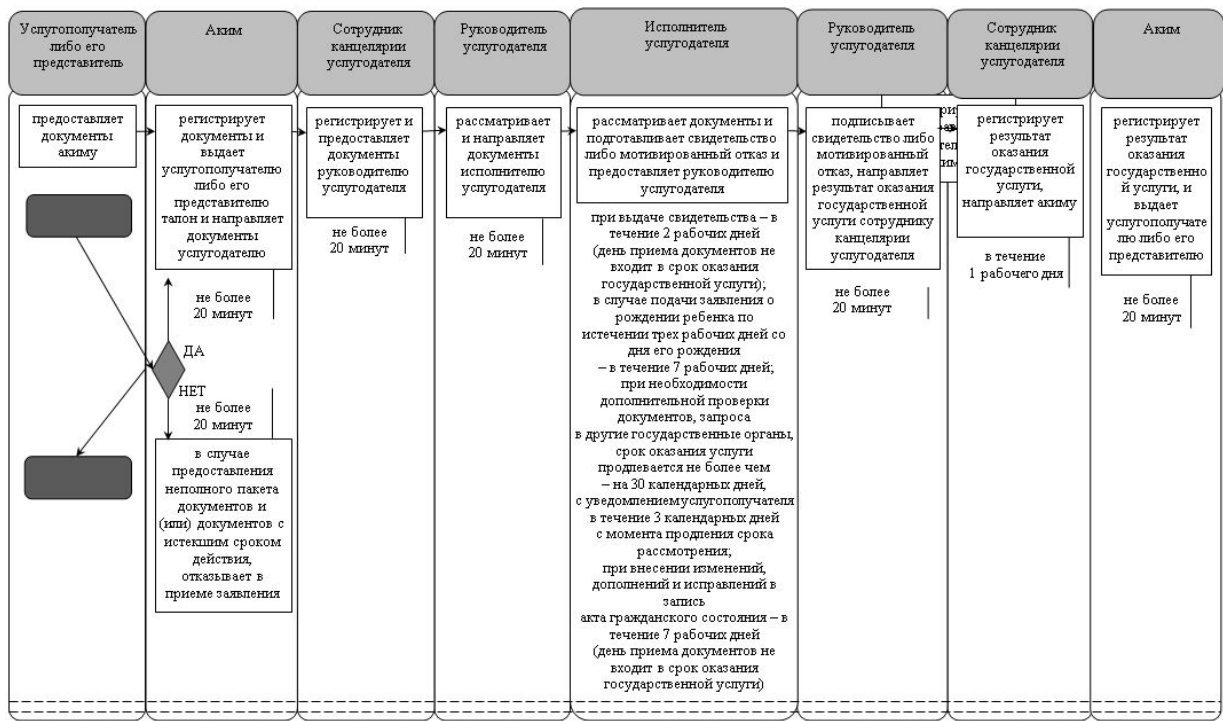 Услугополучатель
либо его
представитель
Аким
Сотрудник
канцелярии
услугодателя
Руководитель
услугодателя
Исполнитель
услугодателя
Руководитель
услугодателя
Сотрудник
канцелярии
услугодателя
Аким
предоставляет
документы
акиму
регистрирует
документы и
выдает
услугополучателю
либо его
представителю
талон и направляет
документы
услугодателю
не более
20 минут
ДА
НЕТ
не более
20 минут
в случае
предоставления
неполного пакета
документов и
(или) документов с
истекшим сроком
действия,
отказывает в
приеме заявления
регистрирует и
предоставляет
документы
руководителю
услугодателя
не более
20 минут
рассматривает
и направляет
документы
исполнителю
услугодателя
не более
20 минут
рассматривает документы и
подготавливает свидетельство
либо мотивированный отказ и
предоставляет руководителю
услугодателя
при выдаче свидетельства – в
течение 2 рабочих дней
(день приема документов не
входит в срок оказания
государственной услуги);
в случае подачи заявления о
рождении ребенка по
истечении трех рабочих дней со
дня его рождения
– в течение 7 рабочих дней;
при необходимости
дополнительной проверки
документов, запроса
в другие государственные органы,
срок оказания услуги
продлевается не более чем
– на 30 календарных дней,
с уведомлением услугополучателя
в течение 3 календарных дней
с момента продления срока
рассмотрения;
при внесении изменений,
дополнений и исправлений в
запись
акта гражданского состояния – в
течение 7 рабочих дней
(день приема документов не
входит в срок оказания
государственной услуги)
подписывает
свидетельство либо
мотивированный
отказ, направляет
результат оказания
государственной
услуги сотруднику
канцелярии
услугодателя
не более
20 минут
регистрирует
результат
оказания
государственной
услуги,
направляет акиму
в течение
1 рабочего дня
регистрирует
результат
оказания
государственно
й услуги, и
выдает
услугополучате
лю либо его
представителю
не более
20 минут